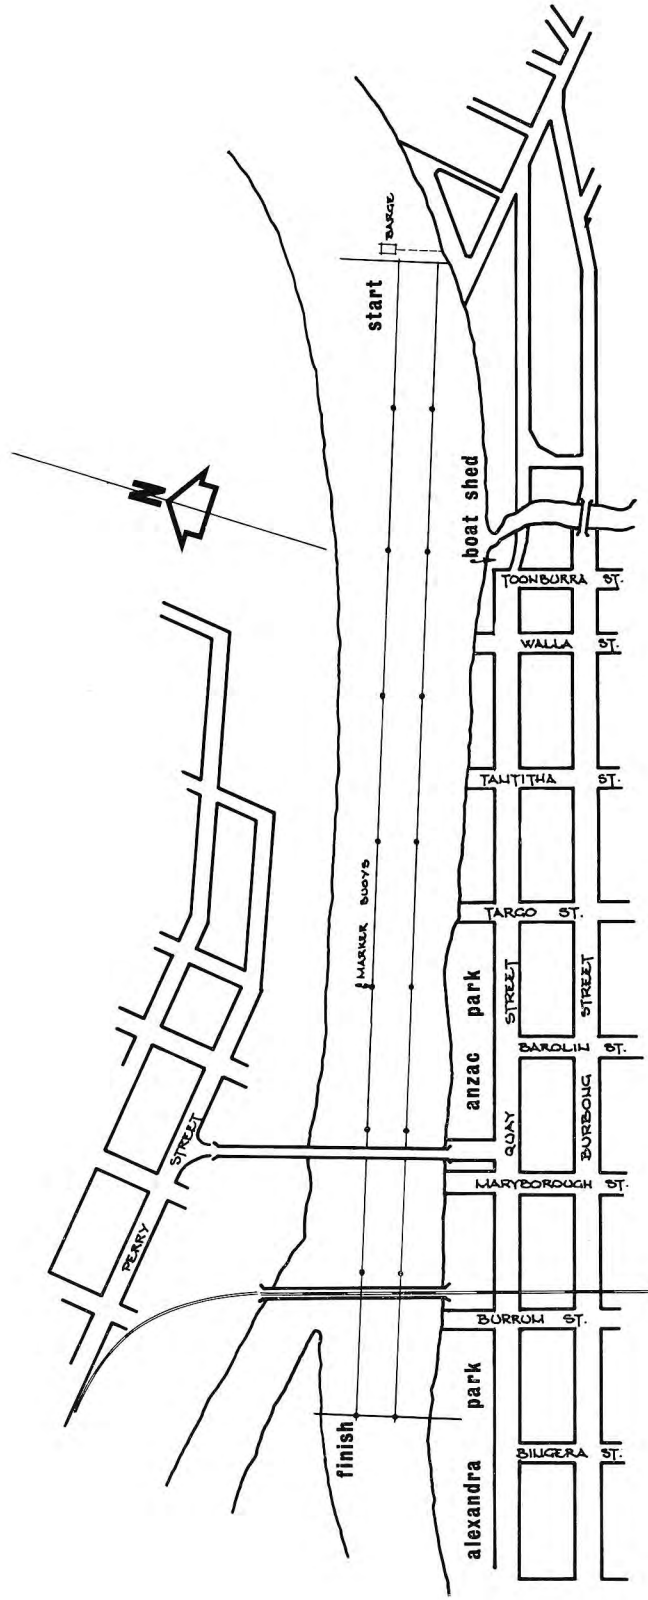 BARGE
start
N
boat shed
TOONBURRA ST.
WALLA ST.
TANTITHA ST.
MARKER BUOYS
TARGO ST.
anzac park
QUAY STREET
BURBONG STREET
BAROLIN ST.
PERRY STREET
MARYBOROUGH ST.
BURRUM ST.
finish
alexandra park
BINGERA ST.